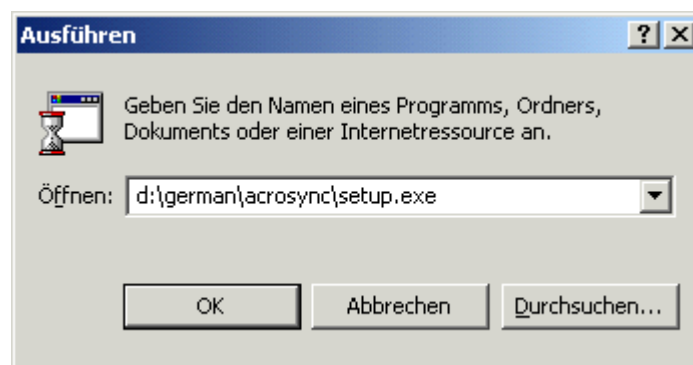 Ausführen
Geben Sie den Namen eines Programms, Ordners,
Dokuments oder einer Internetressource an.
Öffnen: d:\german\acrosync\setup.exe
OK Abbrechen Durchsuchen...